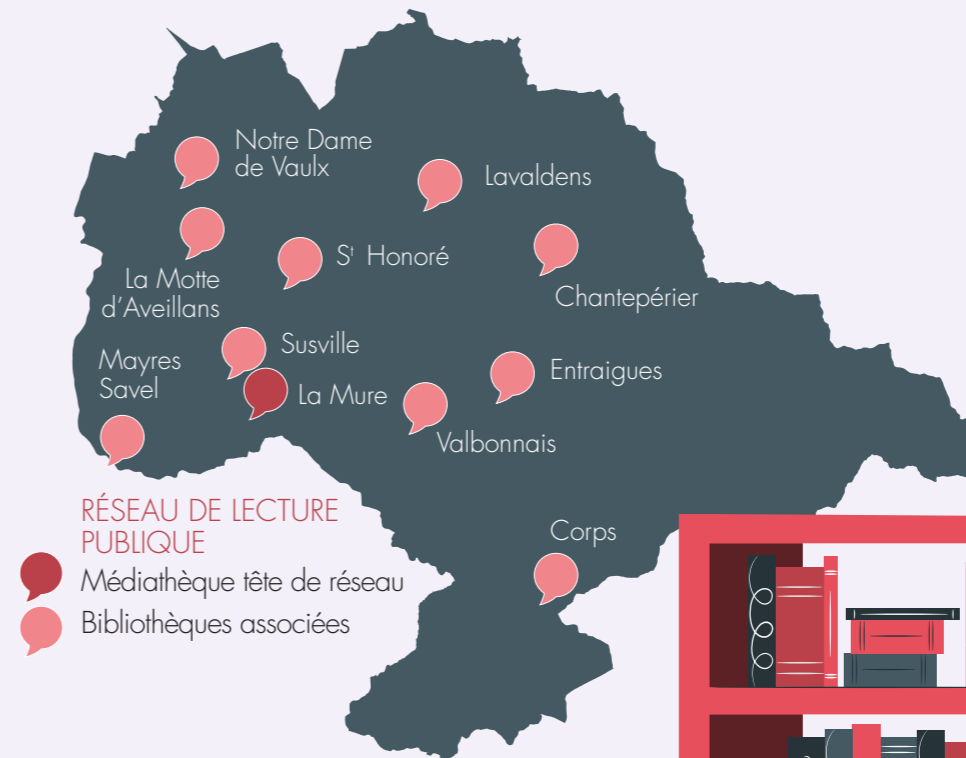 Notre Dame
de Vaulx
Lavaldens
St Honoré
La Motte
d'Aveillans
Chantepérier
Susville
Mayres
Savel
La Mure
Entraigues
Valbonnais
Corps
RÉSEAU DE LECTURE
PUBLIQUE
Médiathèque tête de réseau
Bibliothèques associées